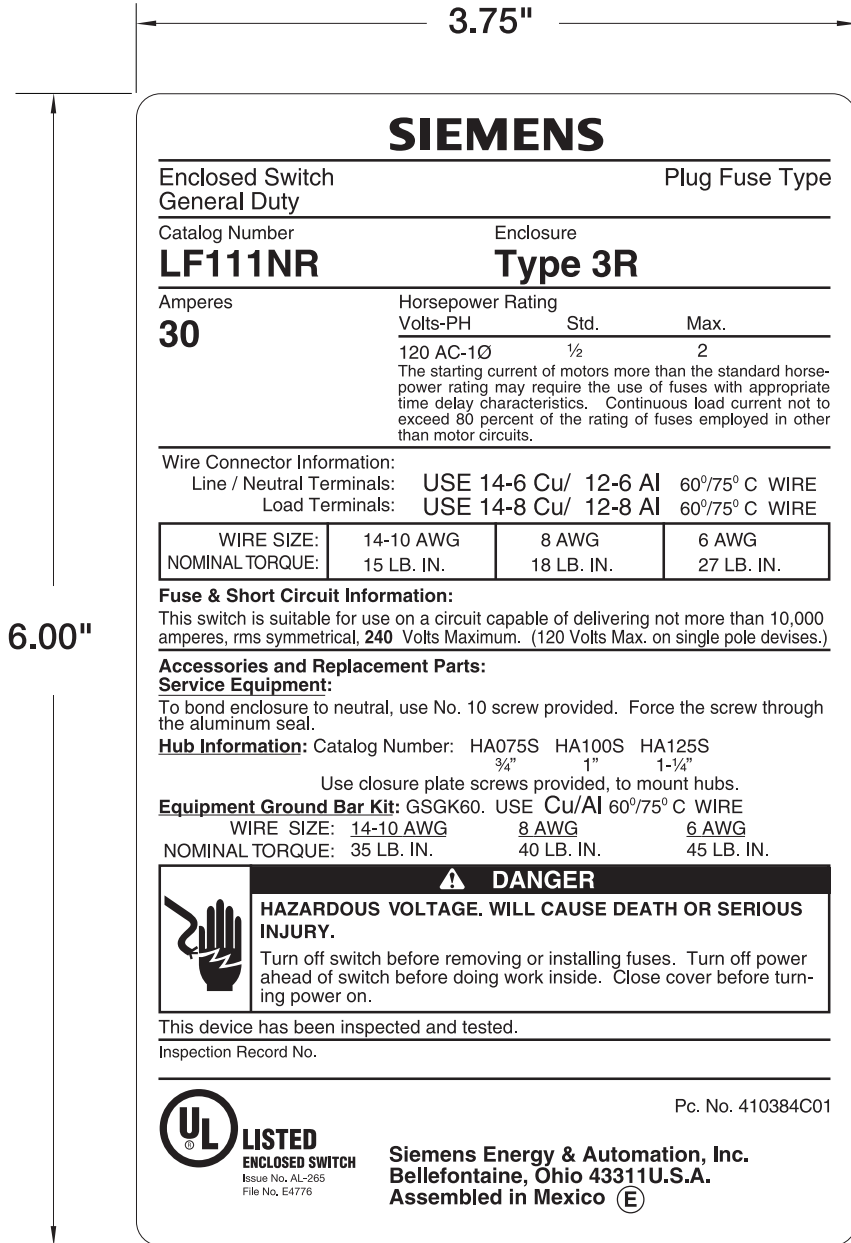 3.75"
6.00"
SIEMENS
Enclosed Switch Plug Fuse Type
General Duty
Catalog Number Enclosure
LF111NR Type 3R
Amperes Horsepower Rating
30 Volts-PH Std. Max.
120 AC-1Ø ½ 2
The starting current of motors more than the standard horse-
power rating may require the use of fuses with appropriate
time delay characteristics. Continuous load current not to
exceed 80 percent of the rating of fuses employed in other
than motor circuits.
Wire Connector Information:
Line / Neutral Terminals: USE 14-6 Cu/ 12-6 Al 60⁰/75⁰ C WIRE
Load Terminals: USE 14-8 Cu/ 12-8 Al 60⁰/75⁰ C WIRE
WIRE SIZE: 14-10 AWG 8 AWG 6 AWG
NOMINAL TORQUE: 15 LB. IN. 18 LB. IN. 27 LB. IN.
Fuse & Short Circuit Information:
This switch is suitable for use on a circuit capable of delivering not more than 10,000
amperes, rms symmetrical, 240 Volts Maximum. (120 Volts Max. on single pole devises.)
Accessories and Replacement Parts:
Service Equipment:
To bond enclosure to neutral, use No. 10 screw provided. Force the screw through
the aluminum seal.
Hub Information: Catalog Number: HA075S HA100S HA125S
¾” 1” 1-¼”
Use closure plate screws provided, to mount hubs.
Equipment Ground Bar Kit: GSGK60. USE Cu/Al 60⁰/75⁰ C WIRE
WIRE SIZE: 14-10 AWG 8 AWG 6 AWG
NOMINAL TORQUE: 35 LB. IN. 40 LB. IN. 45 LB. IN.
DANGER
HAZARDOUS VOLTAGE. WILL CAUSE DEATH OR SERIOUS
INJURY.
Turn off switch before removing or installing fuses. Turn off power
ahead of switch before doing work inside. Close cover before turn-
ing power on.
This device has been inspected and tested.
Inspection Record No.
Pc. No. 410384C01
UL ®
LISTED
ENCLOSED SWITCH
Issue No. AL-265
File No. E4776
Siemens Energy & Automation, Inc.
Bellefontaine, Ohio 43311U.S.A.
Assembled in Mexico E